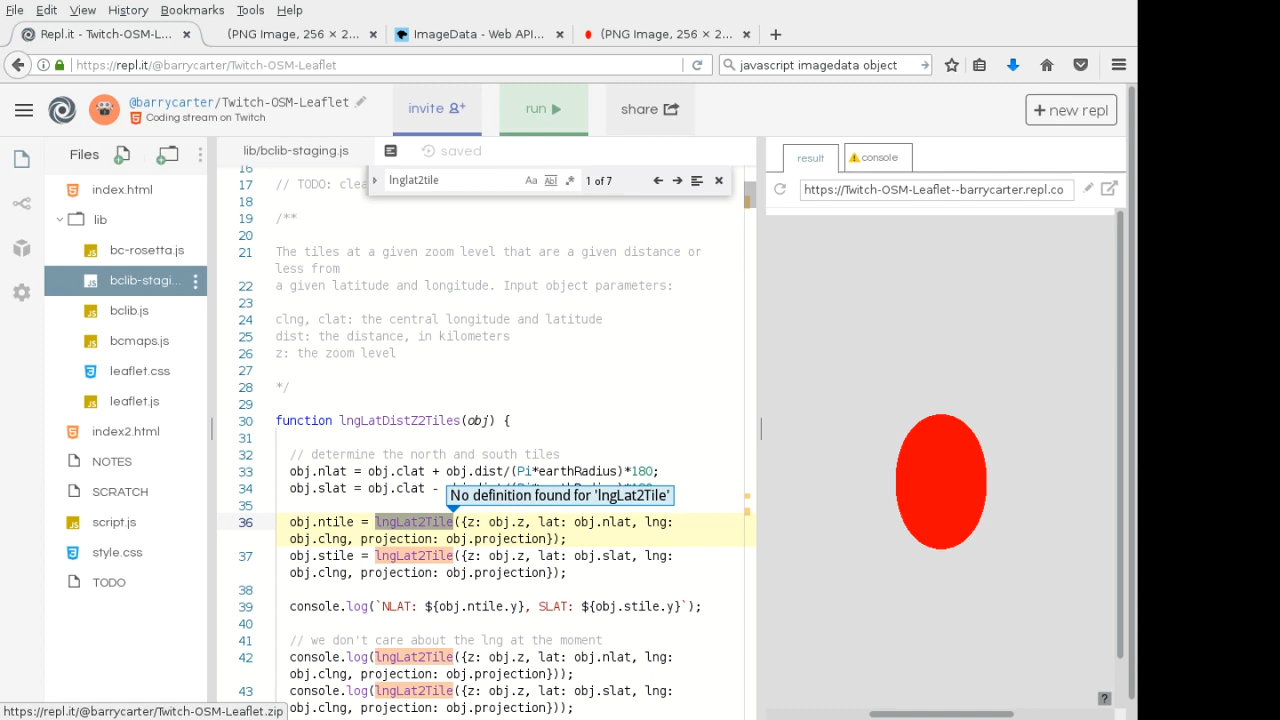 File Edit View History Bookmarks Tools Help
Repl.it - Twitch-OSM-L… × (PNG Image, 256 × 2… × ImageData - Web API… × (PNG Image, 256 × 2… × +
https://repl.it/@barrycarter/Twitch-OSM-Leaflet javascript imagedata object
@barrycarter/Twitch-OSM-Leaflet
Coding stream on Twitch
invite
run
share
+ new repl
Files
index.html
lib
bc-rosetta.js
bclib-stagi...
bclib.js
bcmaps.js
leaflet.css
leaflet.js
index2.html
NOTES
SCRATCH
script.js
style.css
TODO
lib/bclib-staging.js saved
lnglat2tile Aa Abl .* 1 of 7
16
17 // TODO: clea
18
19 /**
20
21 The tiles at a given zoom level that are a given distance or
less from
22 a given latitude and longitude. Input object parameters:
23
24 clng, clat: the central longitude and latitude
25 dist: the distance, in kilometers
26 z: the zoom level
27
28 */
29
30 function lngLatDistZ2Tiles(obj) {
31
32 // determine the north and south tiles
33 obj.nlat = obj.clat + obj.dist/(Pi*earthRadius)*180;
34 obj.slat = obj.clat -
No definition found for 'lngLat2Tile'
35
36 obj.ntile = lngLat2Tile({z: obj.z, lat: obj.nlat, lng:
obj.clng, projection: obj.projection});
37 obj.stile = lngLat2Tile({z: obj.z, lat: obj.slat, lng:
obj.clng, projection: obj.projection});
38
39 console.log(`NLAT: ${obj.ntile.y}, SLAT: ${obj.stile.y}`);
40
41 // we don't care about the lng at the moment
42 console.log(lngLat2Tile({z: obj.z, lat: obj.nlat, lng:
obj.clng, projection: obj.projection}));
43 console.log(lngLat2Tile({z: obj.z, lat: obj.slat, lng:
obj.clng, projection: obj.projection}));
result console
https://Twitch-OSM-Leaflet--barrycarter.repl.co
?
https://repl.it/@barrycarter/Twitch-OSM-Leaflet.zip